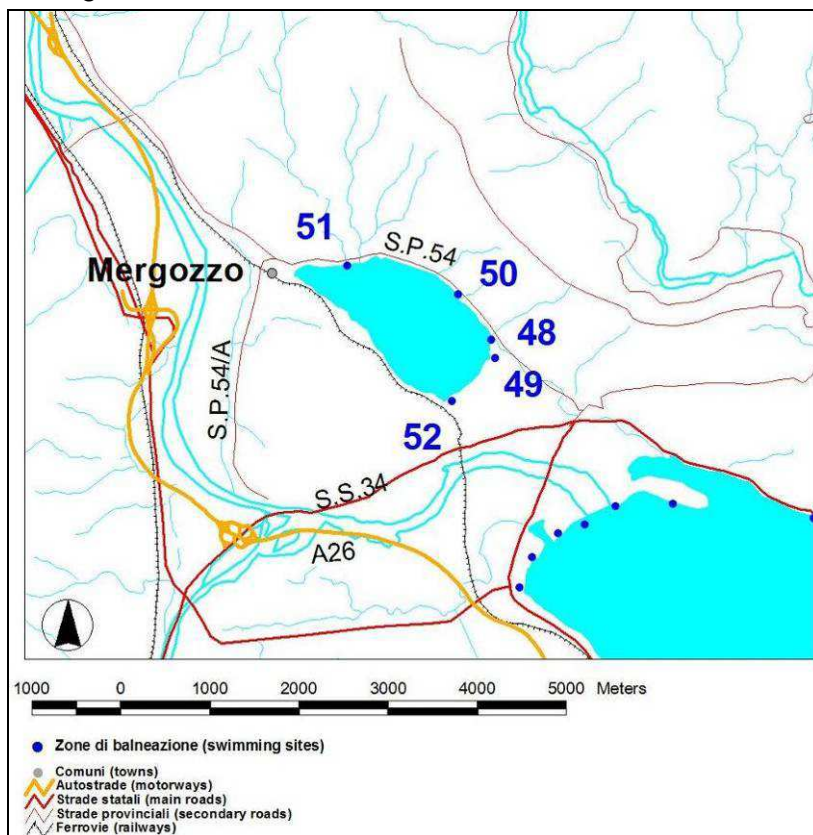 51
S.P.54
50
Mergozzo
48
49
S.P.54/A
52
S.S.34
A26
1000 0 1000 2000 3000 4000 5000 Meters
Zone di balneazione (swimming sites)
Comuni (towns)
Autostrade (motorways)
Strade statali (main roads)
Strade provinciali (secondary roads)
Ferrovie (railways)